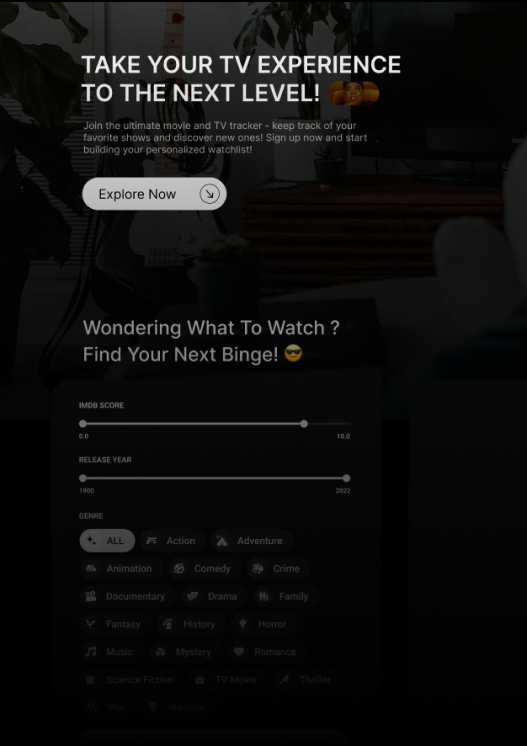 TAKE YOUR TV EXPERIENCE
TO THE NEXT LEVEL!
Join the ultimate movie and TV tracker - keep track of your
favorite shows and discover new ones! Sign up now and start
building your personalized watchlist!
Explore Now
Wondering What To Watch ?
Find Your Next Binge! 😎
IMDB SCORE
0.0 10.0
RELEASE YEAR
1900 2022
GENRE
ALL Action Adventure
Animation Comedy Crime
Documentary Drama Family
Fantasy History Horror
Music Mystery Romance
Science Fiction TV Movie Thriller
War Western